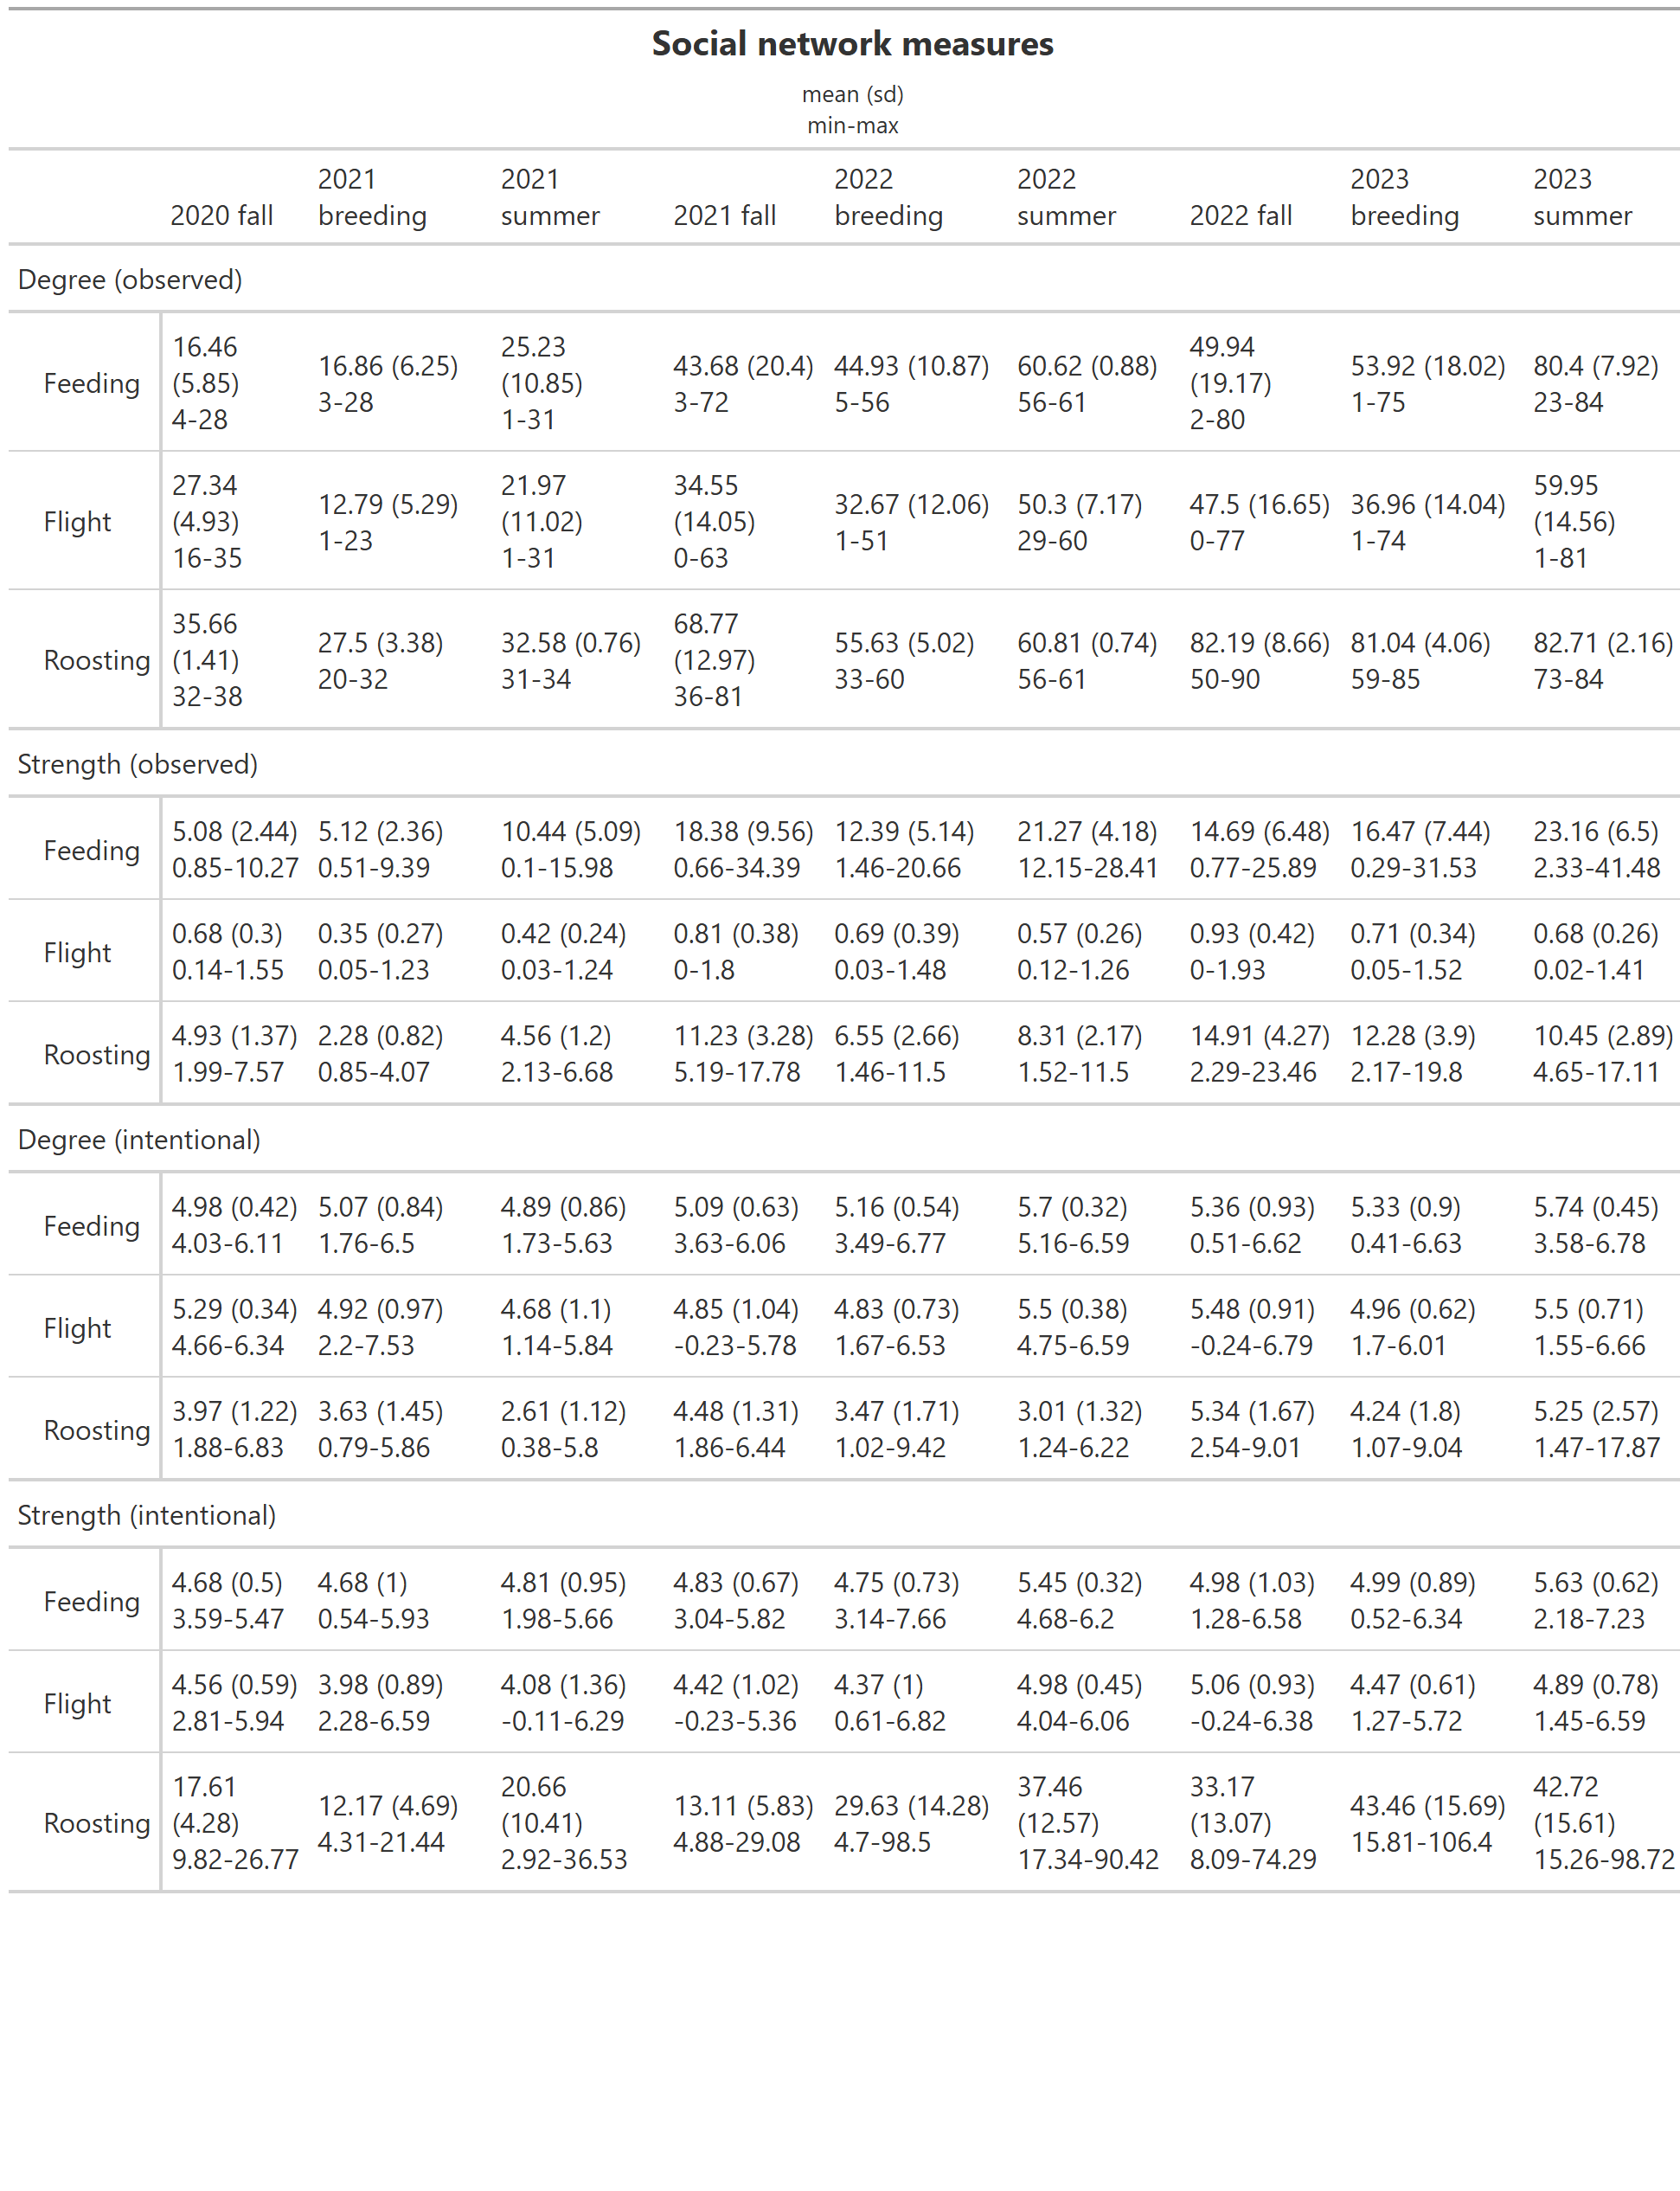 Social network measures
mean (sd)
min-max
2020 fall 2021 breeding 2021 summer 2021 fall 2022 breeding 2022 summer 2022 fall 2023 breeding 2023 summer
Degree (observed)
Feeding 16.46 (5.85) 4-28 16.86 (6.25) 3-28 25.23 (10.85) 1-31 43.68 (20.4) 3-72 44.93 (10.87) 5-56 60.62 (0.88) 56-61 49.94 (19.17) 2-80 53.92 (18.02) 1-75 80.4 (7.92) 23-84
Flight 27.34 (4.93) 16-35 12.79 (5.29) 1-23 21.97 (11.02) 1-31 34.55 (14.05) 0-63 32.67 (12.06) 1-51 50.3 (7.17) 29-60 47.5 (16.65) 0-77 36.96 (14.04) 1-74 59.95 (14.56) 1-81
Roosting 35.66 (1.41) 32-38 27.5 (3.38) 20-32 32.58 (0.76) 31-34 68.77 (12.97) 36-81 55.63 (5.02) 33-60 60.81 (0.74) 56-61 82.19 (8.66) 50-90 81.04 (4.06) 59-85 82.71 (2.16) 73-84
Strength (observed)
Feeding 5.08 (2.44) 0.85-10.27 5.12 (2.36) 0.51-9.39 10.44 (5.09) 0.1-15.98 18.38 (9.56) 0.66-34.39 12.39 (5.14) 1.46-20.66 21.27 (4.18) 12.15-28.41 14.69 (6.48) 0.77-25.89 16.47 (7.44) 0.29-31.53 23.16 (6.5) 2.33-41.48
Flight 0.68 (0.3) 0.14-1.55 0.35 (0.27) 0.05-1.23 0.42 (0.24) 0.03-1.24 0.81 (0.38) 0-1.8 0.69 (0.39) 0.03-1.48 0.57 (0.26) 0.12-1.26 0.93 (0.42) 0-1.93 0.71 (0.34) 0.05-1.52 0.68 (0.26) 0.02-1.41
Roosting 4.93 (1.37) 1.99-7.57 2.28 (0.82) 0.85-4.07 4.56 (1.2) 2.13-6.68 11.23 (3.28) 5.19-17.78 6.55 (2.66) 1.46-11.5 8.31 (2.17) 1.52-11.5 14.91 (4.27) 2.29-23.46 12.28 (3.9) 2.17-19.8 10.45 (2.89) 4.65-17.11
Degree (intentional)
Feeding 4.98 (0.42) 4.03-6.11 5.07 (0.84) 1.76-6.5 4.89 (0.86) 1.73-5.63 5.09 (0.63) 3.63-6.06 5.16 (0.54) 3.49-6.77 5.7 (0.32) 5.16-6.59 5.36 (0.93) 0.51-6.62 5.33 (0.9) 0.41-6.63 5.74 (0.45) 3.58-6.78
Flight 5.29 (0.34) 4.66-6.34 4.92 (0.97) 2.2-7.53 4.68 (1.1) 1.14-5.84 4.85 (1.04) -0.23-5.78 4.83 (0.73) 1.67-6.53 5.5 (0.38) 4.75-6.59 5.48 (0.91) -0.24-6.79 4.96 (0.62) 1.7-6.01 5.5 (0.71) 1.55-6.66
Roosting 3.97 (1.22) 1.88-6.83 3.63 (1.45) 0.79-5.86 2.61 (1.12) 0.38-5.8 4.48 (1.31) 1.86-6.44 3.47 (1.71) 1.02-9.42 3.01 (1.32) 1.24-6.22 5.34 (1.67) 2.54-9.01 4.24 (1.8) 1.07-9.04 5.25 (2.57) 1.47-17.87
Strength (intentional)
Feeding 4.68 (0.5) 3.59-5.47 4.68 (1) 0.54-5.93 4.81 (0.95) 1.98-5.66 4.83 (0.67) 3.04-5.82 4.75 (0.73) 3.14-7.66 5.45 (0.32) 4.68-6.2 4.98 (1.03) 1.28-6.58 4.99 (0.89) 0.52-6.34 5.63 (0.62) 2.18-7.23
Flight 4.56 (0.59) 2.81-5.94 3.98 (0.89) 2.28-6.59 4.08 (1.36) -0.11-6.29 4.42 (1.02) -0.23-5.36 4.37 (1) 0.61-6.82 4.98 (0.45) 4.04-6.06 5.06 (0.93) -0.24-6.38 4.47 (0.61) 1.27-5.72 4.89 (0.78) 1.45-6.59
Roosting 17.61 (4.28) 9.82-26.77 12.17 (4.69) 4.31-21.44 20.66 (10.41) 2.92-36.53 13.11 (5.83) 4.88-29.08 29.63 (14.28) 4.7-98.5 37.46 (12.57) 17.34-90.42 33.17 (13.07) 8.09-74.29 43.46 (15.69) 15.81-106.4 42.72 (15.61) 15.26-98.72